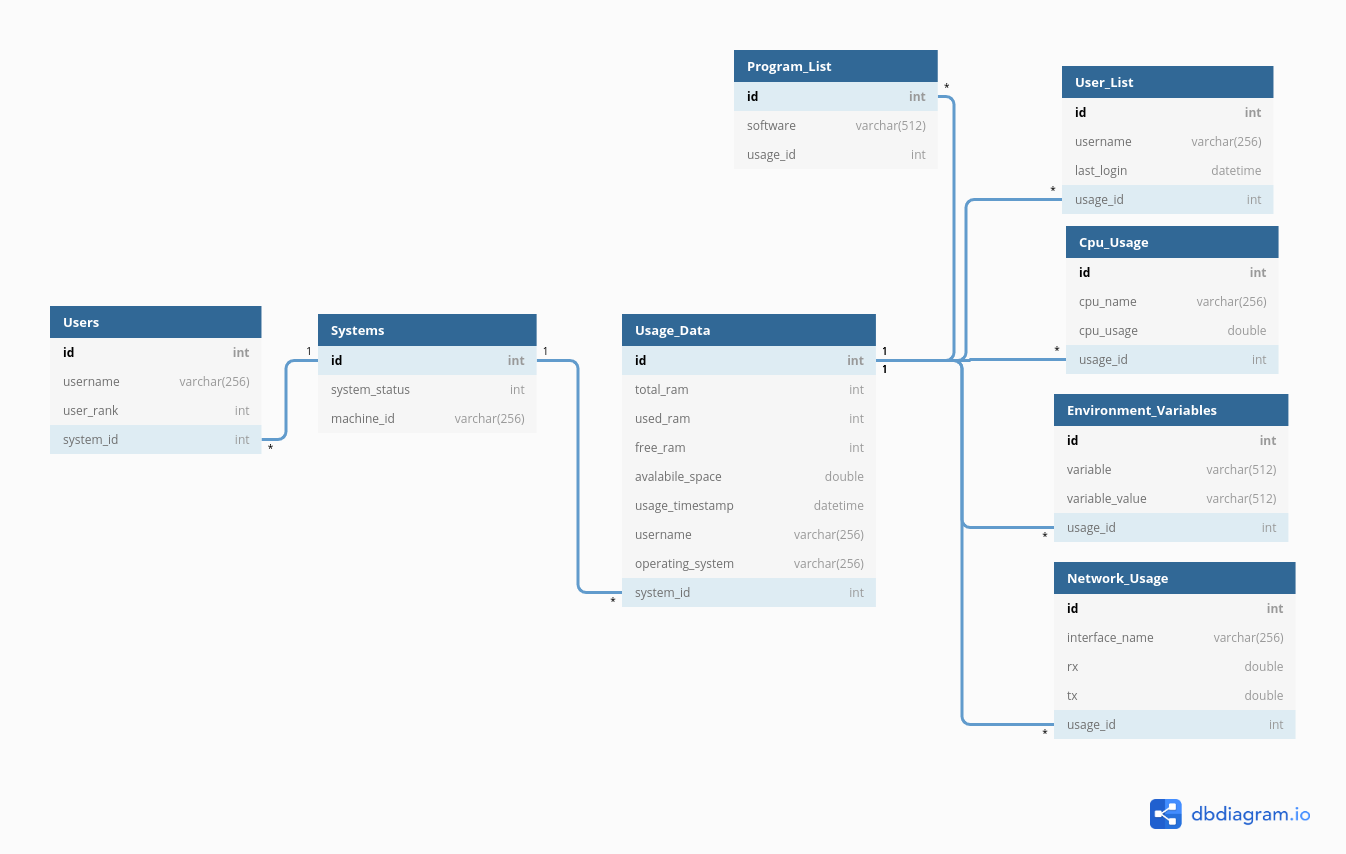 Program_List
id int
software varchar(512)
usage_id int
*
User_List
id int
username varchar(256)
last_login datetime
usage_id int
*
Cpu_Usage
id int
cpu_name varchar(256)
cpu_usage double
usage_id int
*
Users
id int
username varchar(256)
user_rank int
system_id int
*
1
Systems
id int
system_status int
machine_id varchar(256)
1
Usage_Data
id int
total_ram int
used_ram int
free_ram int
avalabile_space double
usage_timestamp datetime
username varchar(256)
operating_system varchar(256)
system_id int
*
1
1
Environment_Variables
id int
variable varchar(512)
variable_value varchar(512)
usage_id int
*
Network_Usage
id int
interface_name varchar(256)
rx double
tx double
usage_id int
*
dbdiagram.io